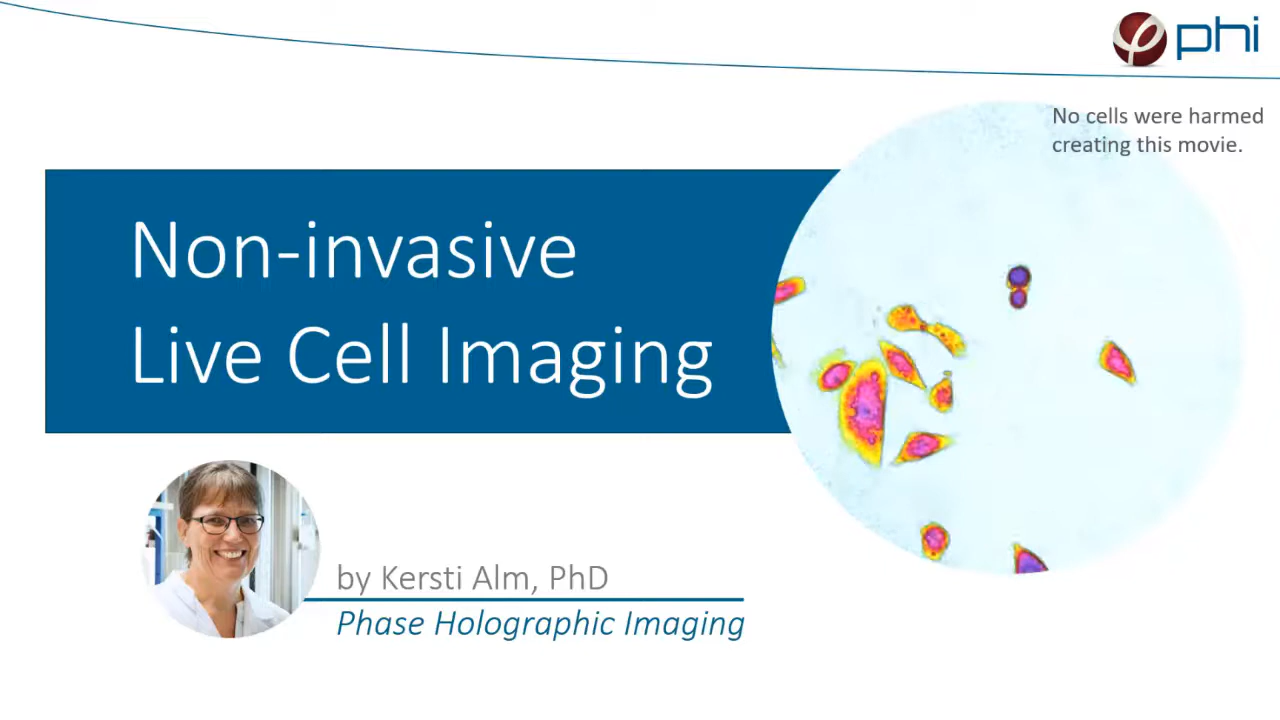 phi
No cells were harmed
creating this movie.
Non-invasive
Live Cell Imaging
by Kersti Alm, PhD
Phase Holographic Imaging